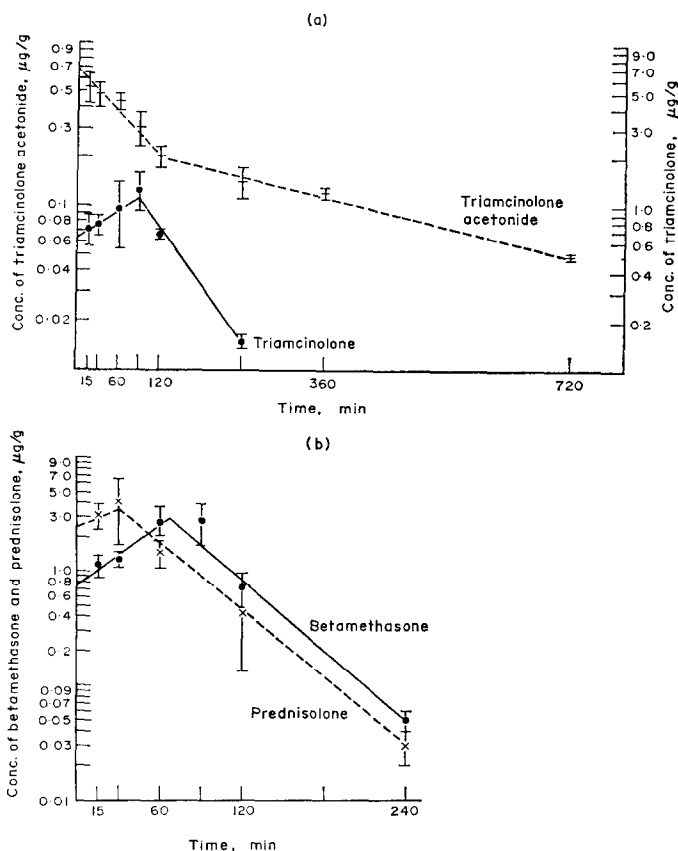 (a)
Conc. of triamcinolone acetonide, µg/g
0·9
0·7
0·5
0·3
0·1
0·08
0·06
0·04
0·02
9·0
7·0
5·0
3·0
1·0
0·8
0·6
0·4
0·2
Conc. of triamcinolone, µg/g
Triamcinolone
acetonide
Triamcinolone
15 60 120 360 720
Time, min
(b)
Conc. of betamethasone and prednisolone, µg/g
9·0
7·0
5·0
3·0
1·0
0·8
0·6
0·4
0·2
0·09
0·07
0·05
0·03
0·01
Betamethasone
Prednisolone
15 60 120 240
Time, min